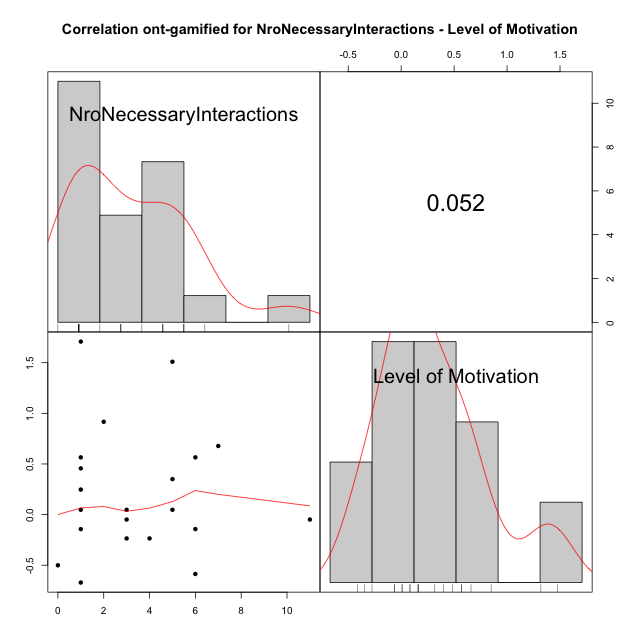 Correlation ont-gamified for NroNecessaryInteractions - Level of Motivation
-0.5 0.0 0.5 1.0 1.5
NroNecessaryInteractions
0.052
10
8
6
4
2
0
Level of Motivation
1.5
1.0
0.5
0.0
-0.5
0 2 4 6 8 10